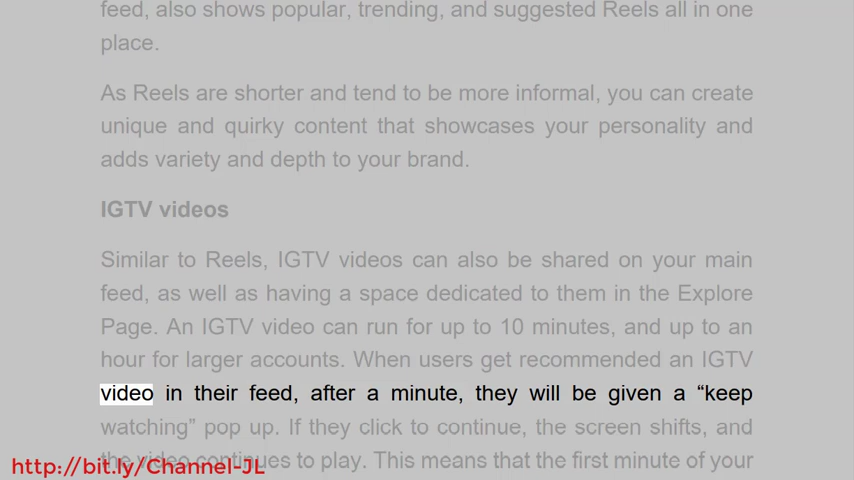 feed, also shows popular, trending, and suggested Reels all in one
place.
As Reels are shorter and tend to be more informal, you can create
unique and quirky content that showcases your personality and
adds variety and depth to your brand.
IGTV videos
Similar to Reels, IGTV videos can also be shared on your main
feed, as well as having a space dedicated to them in the Explore
Page. An IGTV video can run for up to 10 minutes, and up to an
hour for larger accounts. When users get recommended an IGTV
video in their feed, after a minute, they will be given a “keep
watching” pop up. If they click to continue, the screen shifts, and
the video continues to play. This means that the first minute of your
http://bit.ly/Channel-JL